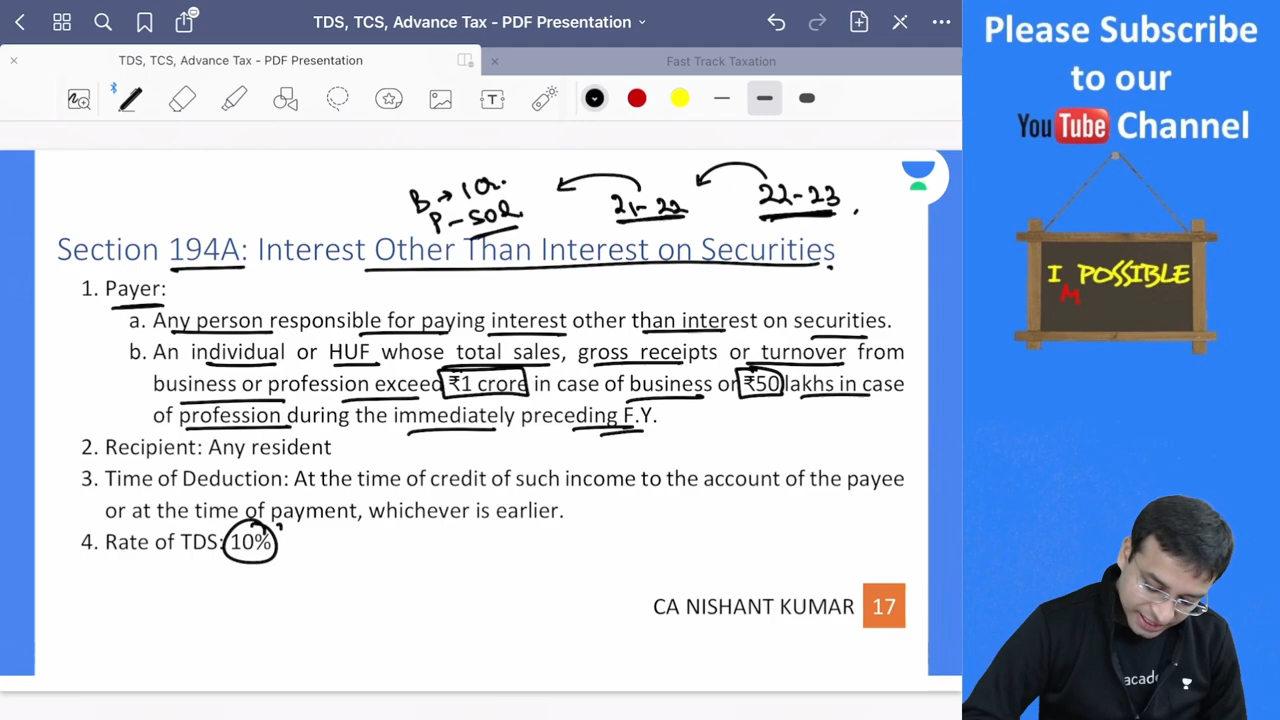 TDS, TCS, Advance Tax - PDF Presentation
TDS, TCS, Advance Tax - PDF Presentation
Fast Track Taxation
Please Subscribe
to our
YouTube Channel
I POSSIBLE
M
B → 1 cr.
P - 50L
21-22
22-23
Section 194A: Interest Other Than Interest on Securities
1. Payer:
a. Any person responsible for paying interest other than interest on securities.
b. An individual or HUF whose total sales, gross receipts or turnover from
business or profession exceed ₹1 crore in case of business or ₹50 lakhs in case
of profession during the immediately preceding F.Y.
2. Recipient: Any resident
3. Time of Deduction: At the time of credit of such income to the account of the payee
or at the time of payment, whichever is earlier.
4. Rate of TDS: 10%
CA NISHANT KUMAR 17